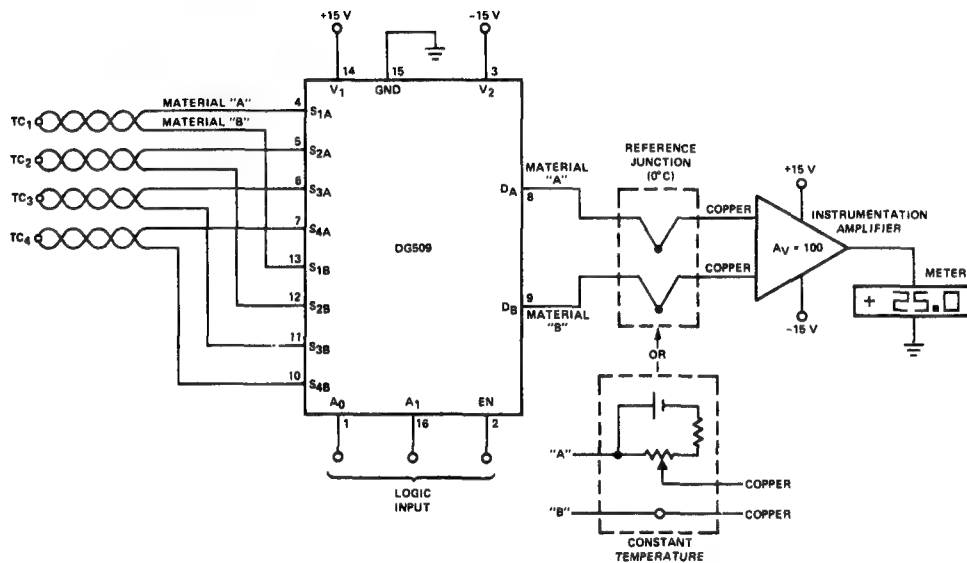 +15 V
-15 V
14
15
3
V1
GND
V2
TC1
MATERIAL "A"
MATERIAL "B"
4
S1A
TC2
5
S2A
TC3
6
S3A
TC4
7
S4A
13
S1B
12
S2B
11
S3B
10
S4B
DG509
DA
8
MATERIAL
"A"
DB
9
MATERIAL
"B"
A0
A1
EN
1
16
2
LOGIC
INPUT
REFERENCE
JUNCTION
(0°C)
COPPER
COPPER
+15 V
INSTRUMENTATION
AMPLIFIER
AV = 100
-15 V
METER
+ 25.0
OR
"A"
COPPER
"B"
COPPER
CONSTANT
TEMPERATURE